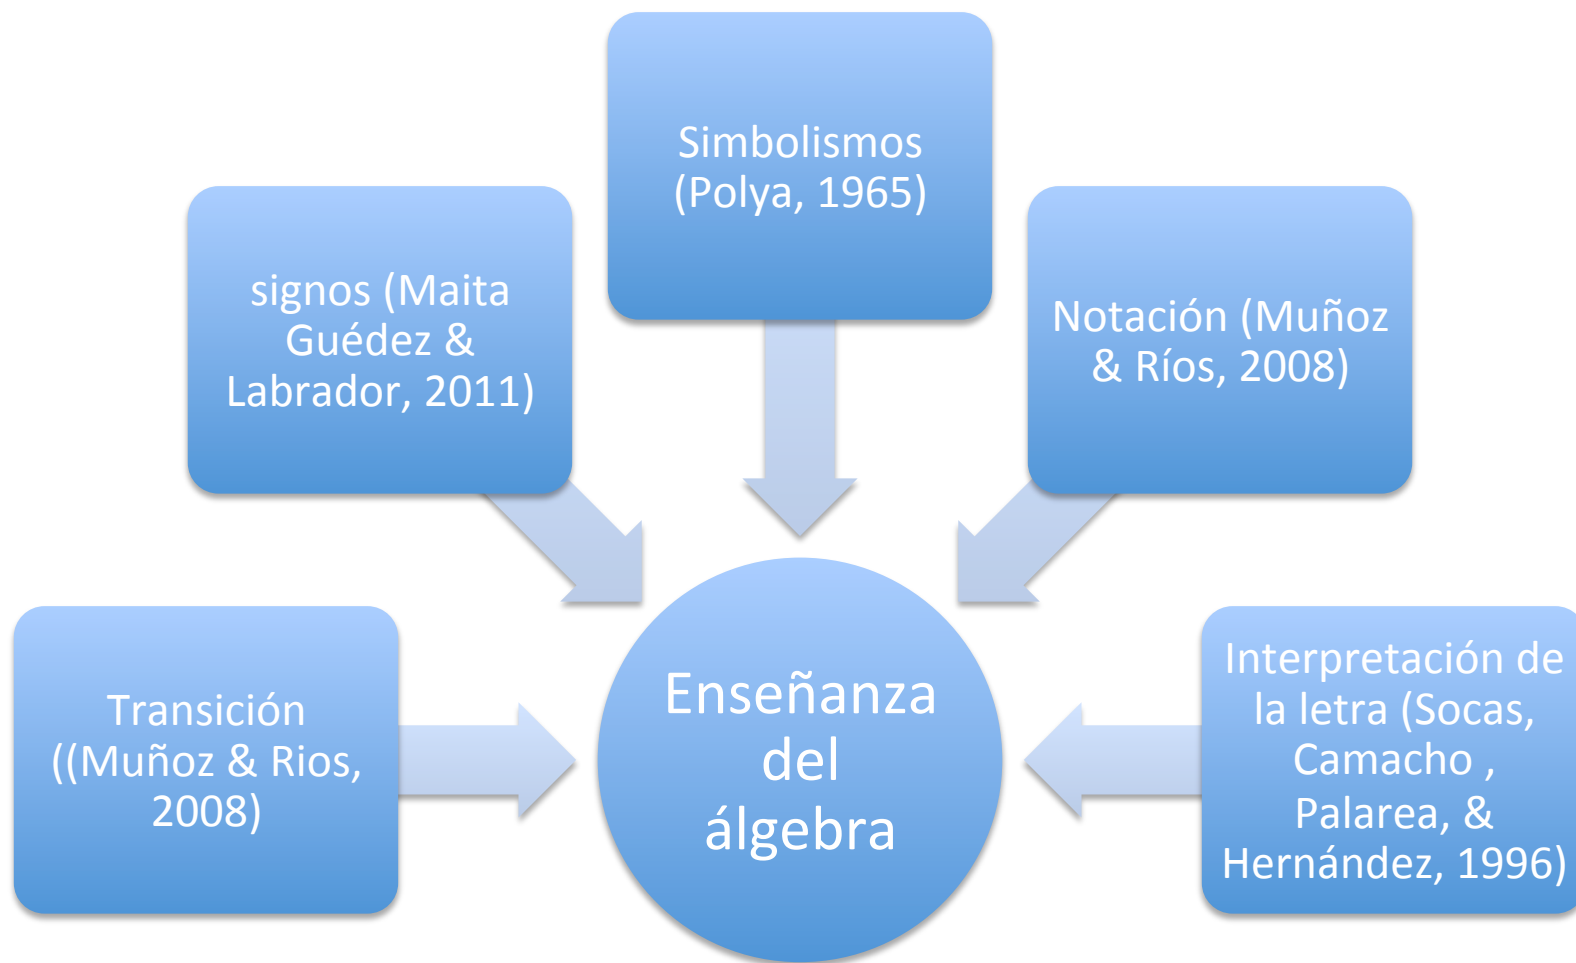 Simbolismos
(Polya, 1965)
signos (Maita
Guédez &
Labrador, 2011)
Notación (Muñoz
& Ríos, 2008)
Transición
((Muñoz & Rios,
2008)
Enseñanza
del
álgebra
Interpretación de
la letra (Socas,
Camacho ,
Palarea, &
Hernández, 1996)